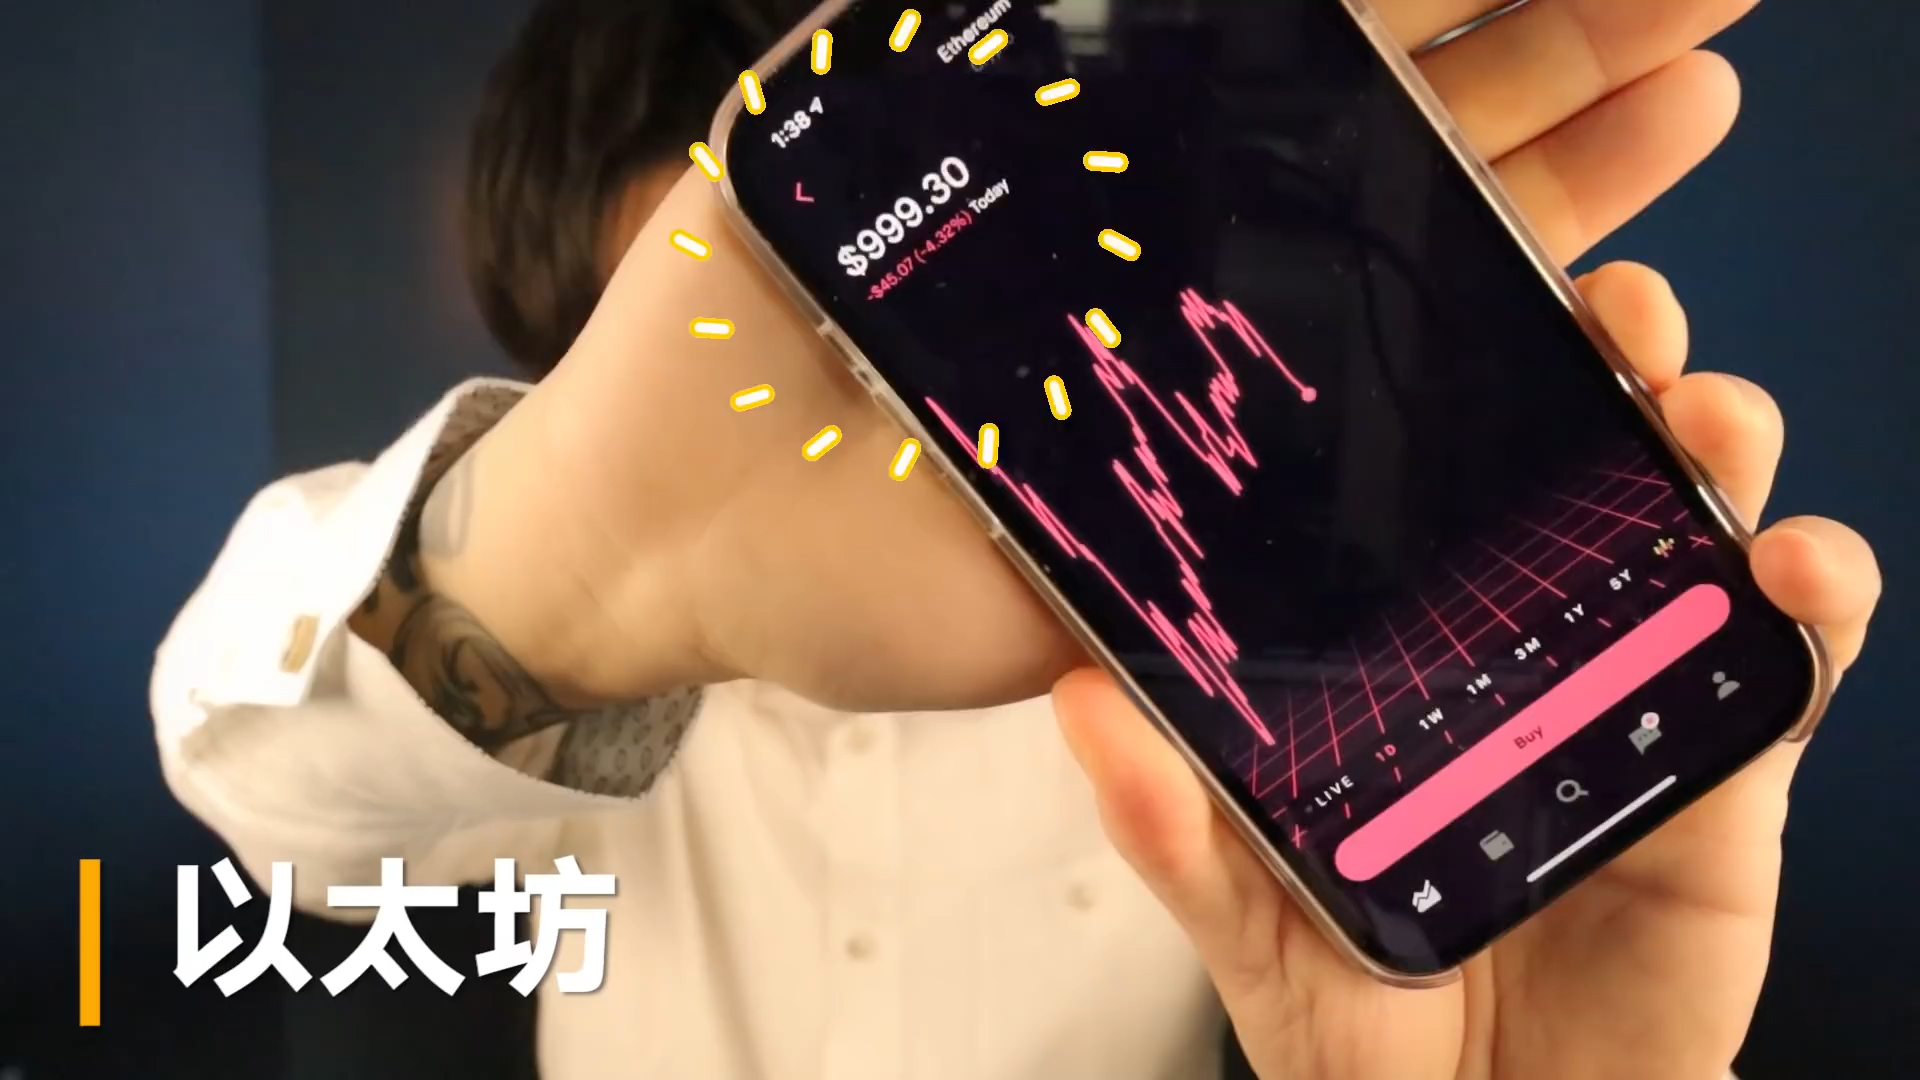 Ethereum
1:38
$999.30
-$45.07 (-4.32%) Today
LIVE 1D 1W 1M 3M 1Y 5Y
Buy
以太坊